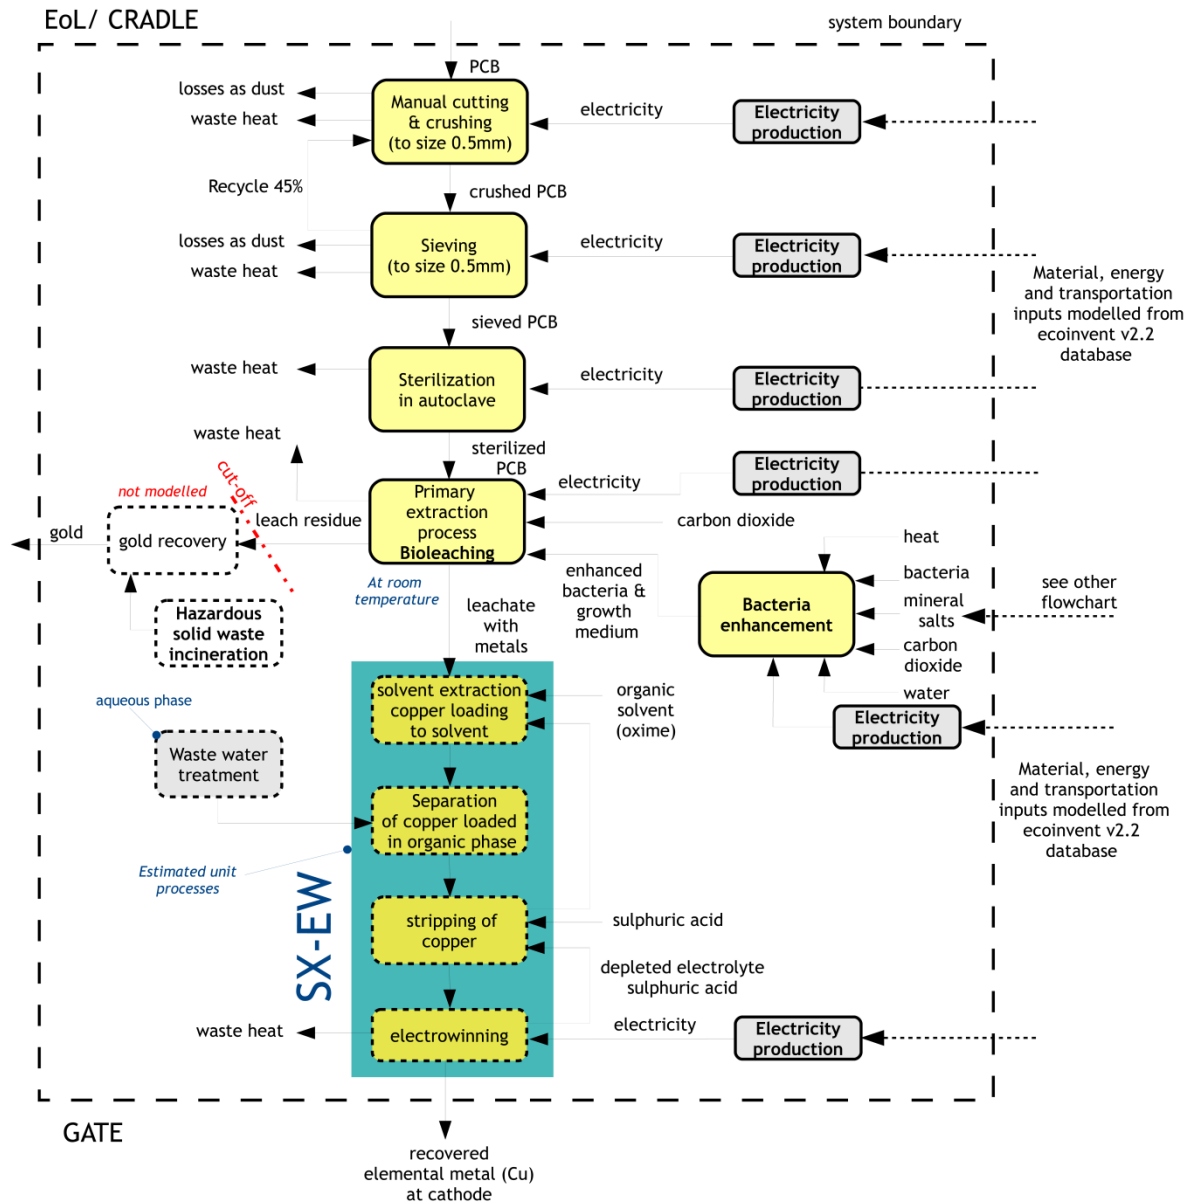 EoL/ CRADLE
system boundary
PCB
losses as dust
waste heat
Manual cutting
& crushing
(to size 0.5mm)
electricity
Electricity
production
Recycle 45%
crushed PCB
losses as dust
waste heat
Sieving
(to size 0.5mm)
electricity
Electricity
production
Material, energy
and transportation
inputs modelled from
ecoinvent v2.2
database
sieved PCB
waste heat
Sterilization
in autoclave
electricity
Electricity
production
waste heat
sterilized
PCB
cut-off
not modelled
gold
gold recovery
leach residue
Primary
extraction
process
Bioleaching
electricity
Electricity
production
carbon dioxide
At room
temperature
enhanced
bacteria &
growth
medium
Bacteria
enhancement
heat
bacteria
mineral
salts
carbon
dioxide
water
see other
flowchart
Electricity
production
Hazardous
solid waste
incineration
leachate
with
metals
aqueous phase
Waste water
treatment
solvent extraction
copper loading
to solvent
organic
solvent
(oxime)
Material, energy
and transportation
inputs modelled from
ecoinvent v2.2
database
Separation
of copper loaded
in organic phase
Estimated unit
processes
SX-EW
stripping of
copper
sulphuric acid
depleted electrolyte
sulphuric acid
waste heat
electrowinning
electricity
Electricity
production
GATE
recovered
elemental metal (Cu)
at cathode